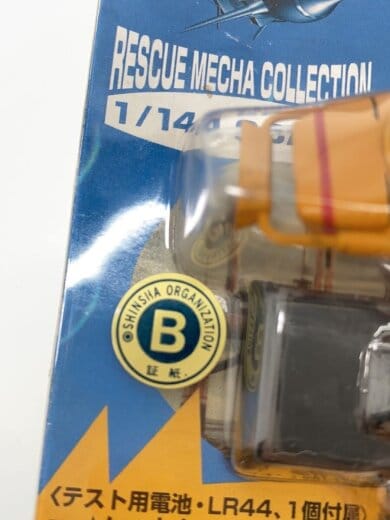 RESCUE MECHA COLLECTION
1/144 SCA
©SHINSHA ORGANIZATION
B
証紙
〈テスト用電池・LR44、1個付属